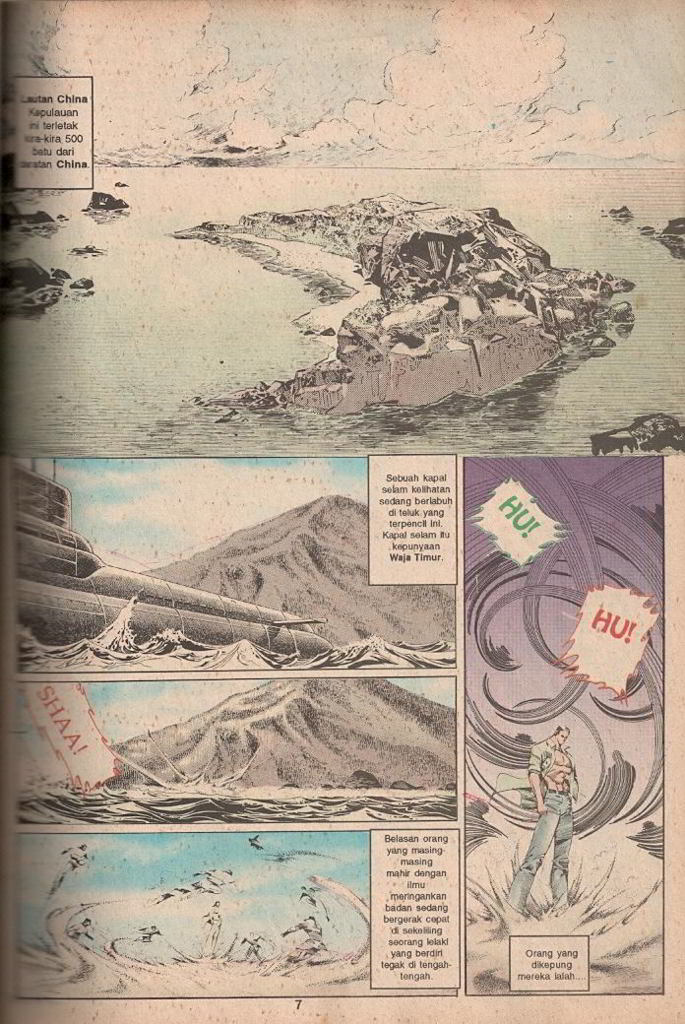 Lautan China
Kepulauan
ini terletak
kira-kira 500
batu dari
daratan China.
Sebuah kapal
selam kelihatan
sedang berlabuh
di teluk yang
terpencil ini.
Kapal selam itu
kepunyaan
Waja Timur.
SHAA!
Belasan orang
yang masing-
masing
mahir dengan
ilmu
meringankan
badan sedang
bergerak cepat
di sekeliling
seorang lelaki
yang berdiri
tegak di tengah-
tengah.
HU!
HU!
Orang yang
dikepung
mereka ialah....
7